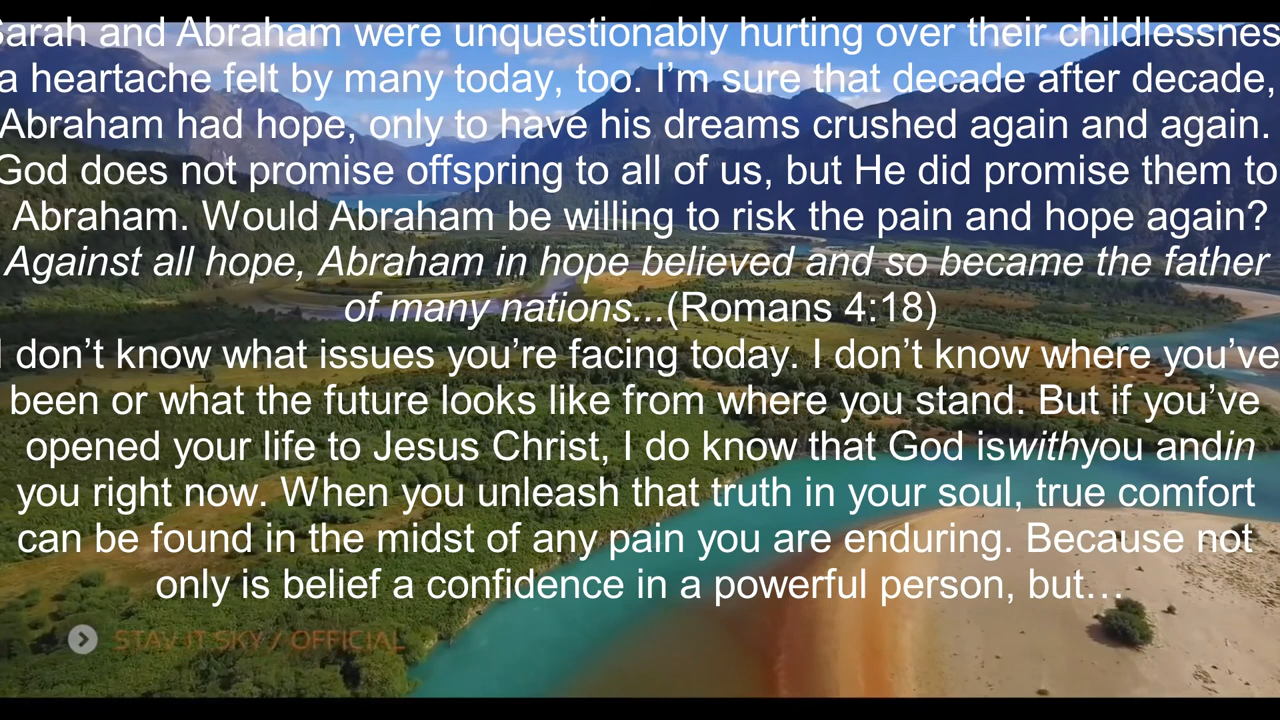 Sarah and Abraham were unquestionably hurting over their childlessnes
a heartache felt by many today, too. I’m sure that decade after decade,
Abraham had hope, only to have his dreams crushed again and again.
God does not promise offspring to all of us, but He did promise them to
Abraham. Would Abraham be willing to risk the pain and hope again?
Against all hope, Abraham in hope believed and so became the father
of many nations...(Romans 4:18)
I don’t know what issues you’re facing today. I don’t know where you’ve
been or what the future looks like from where you stand. But if you’ve
opened your life to Jesus Christ, I do know that God iswithyou andin
you right now. When you unleash that truth in your soul, true comfort
can be found in the midst of any pain you are enduring. Because not
only is belief a confidence in a powerful person, but…
STAV IT SKY / OFFICIAL